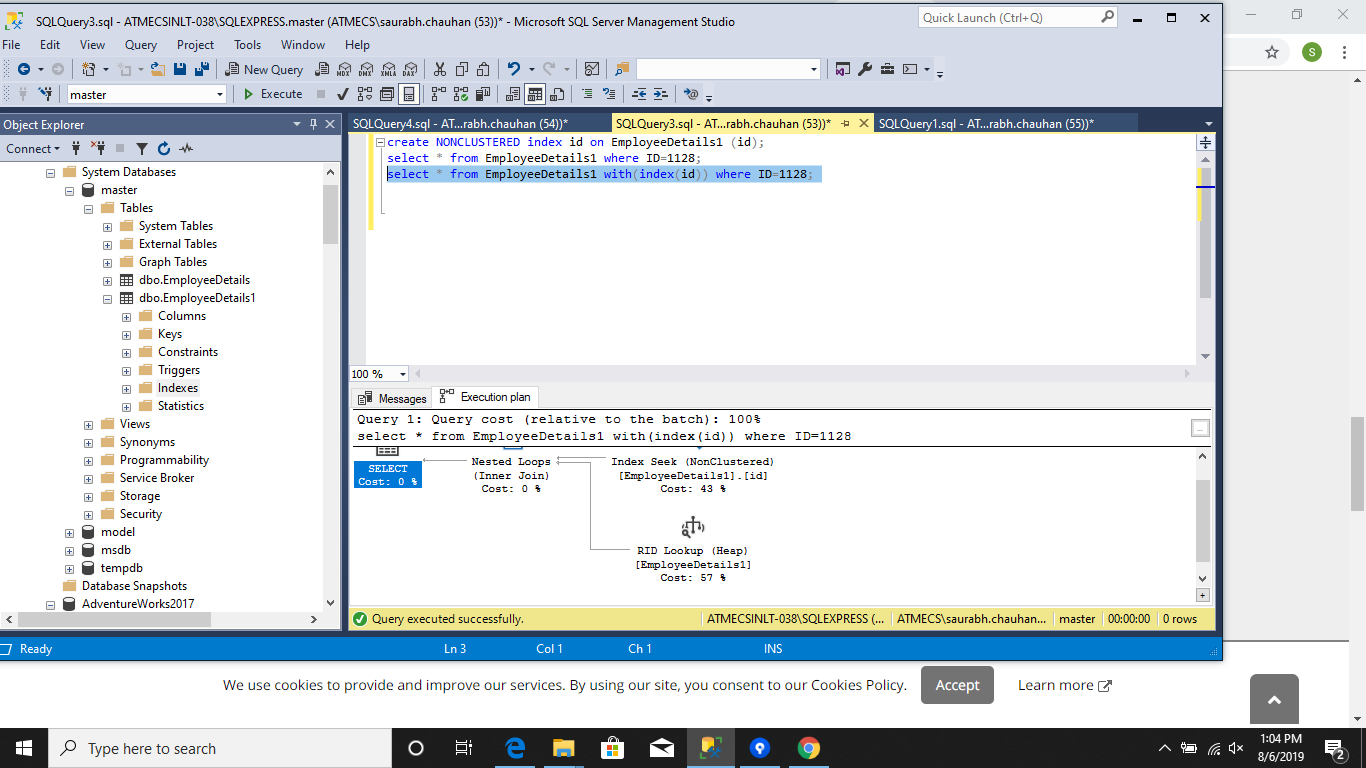 SQLQuery3.sql - ATMECSINLT-038\SQLEXPRESS.master (ATMECS\saurabh.chauhan (53))* - Microsoft SQL Server Management Studio
Quick Launch (Ctrl+Q)
File Edit View Query Project Tools Window Help
New Query
MDX DMX XMLA DAX
master
Execute
Object Explorer
Connect
System Databases
master
Tables
System Tables
External Tables
Graph Tables
dbo.EmployeeDetails
dbo.EmployeeDetails1
Columns
Keys
Constraints
Triggers
Indexes
Statistics
Views
Synonyms
Programmability
Service Broker
Storage
Security
model
msdb
tempdb
Database Snapshots
AdventureWorks2017
SQLQuery4.sql - AT...rabh.chauhan (54))*
SQLQuery3.sql - AT...rabh.chauhan (53))*
SQLQuery1.sql - AT...rabh.chauhan (55))*
create NONCLUSTERED index id on EmployeeDetails1 (id);
select * from EmployeeDetails1 where ID=1128;
select * from EmployeeDetails1 with(index(id)) where ID=1128;
100 %
Messages
Execution plan
Query 1: Query cost (relative to the batch): 100%
select * from EmployeeDetails1 with(index(id)) where ID=1128
...
SELECT
Cost: 0 %
Nested Loops
(Inner Join)
Cost: 0 %
Index Seek (NonClustered)
[EmployeeDetails1].[id]
Cost: 43 %
RID Lookup (Heap)
[EmployeeDetails1]
Cost: 57 %
Query executed successfully.
ATMECSINLT-038\SQLEXPRESS (...
ATMECS\saurabh.chauhan...
master
00:00:00
0 rows
Ready
Ln 3
Col 1
Ch 1
INS
S
We use cookies to provide and improve our services. By using our site, you consent to our Cookies Policy.
Accept
Learn more
Type here to search
1:04 PM
8/6/2019
2